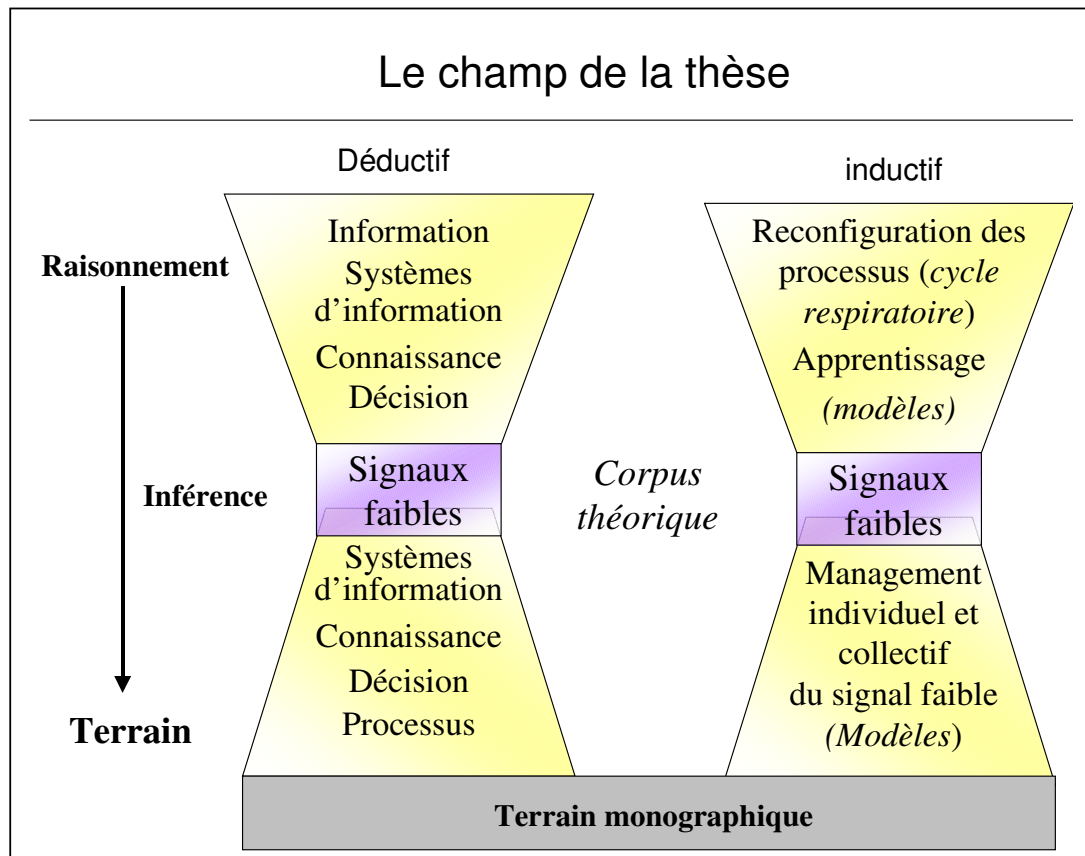 Le champ de la thèse
Déductif
inductif
Raisonnement
Inférence
Terrain
Information
Systèmes
d'information
Connaissance
Décision
Signaux
faibles
Systèmes
d'information
Connaissance
Décision
Processus
Corpus
théorique
Reconfiguration des
processus (cycle
respiratoire)
Apprentissage
(modèles)
Signaux
faibles
Management
individuel et
collectif
du signal faible
(Modèles)
Terrain monographique